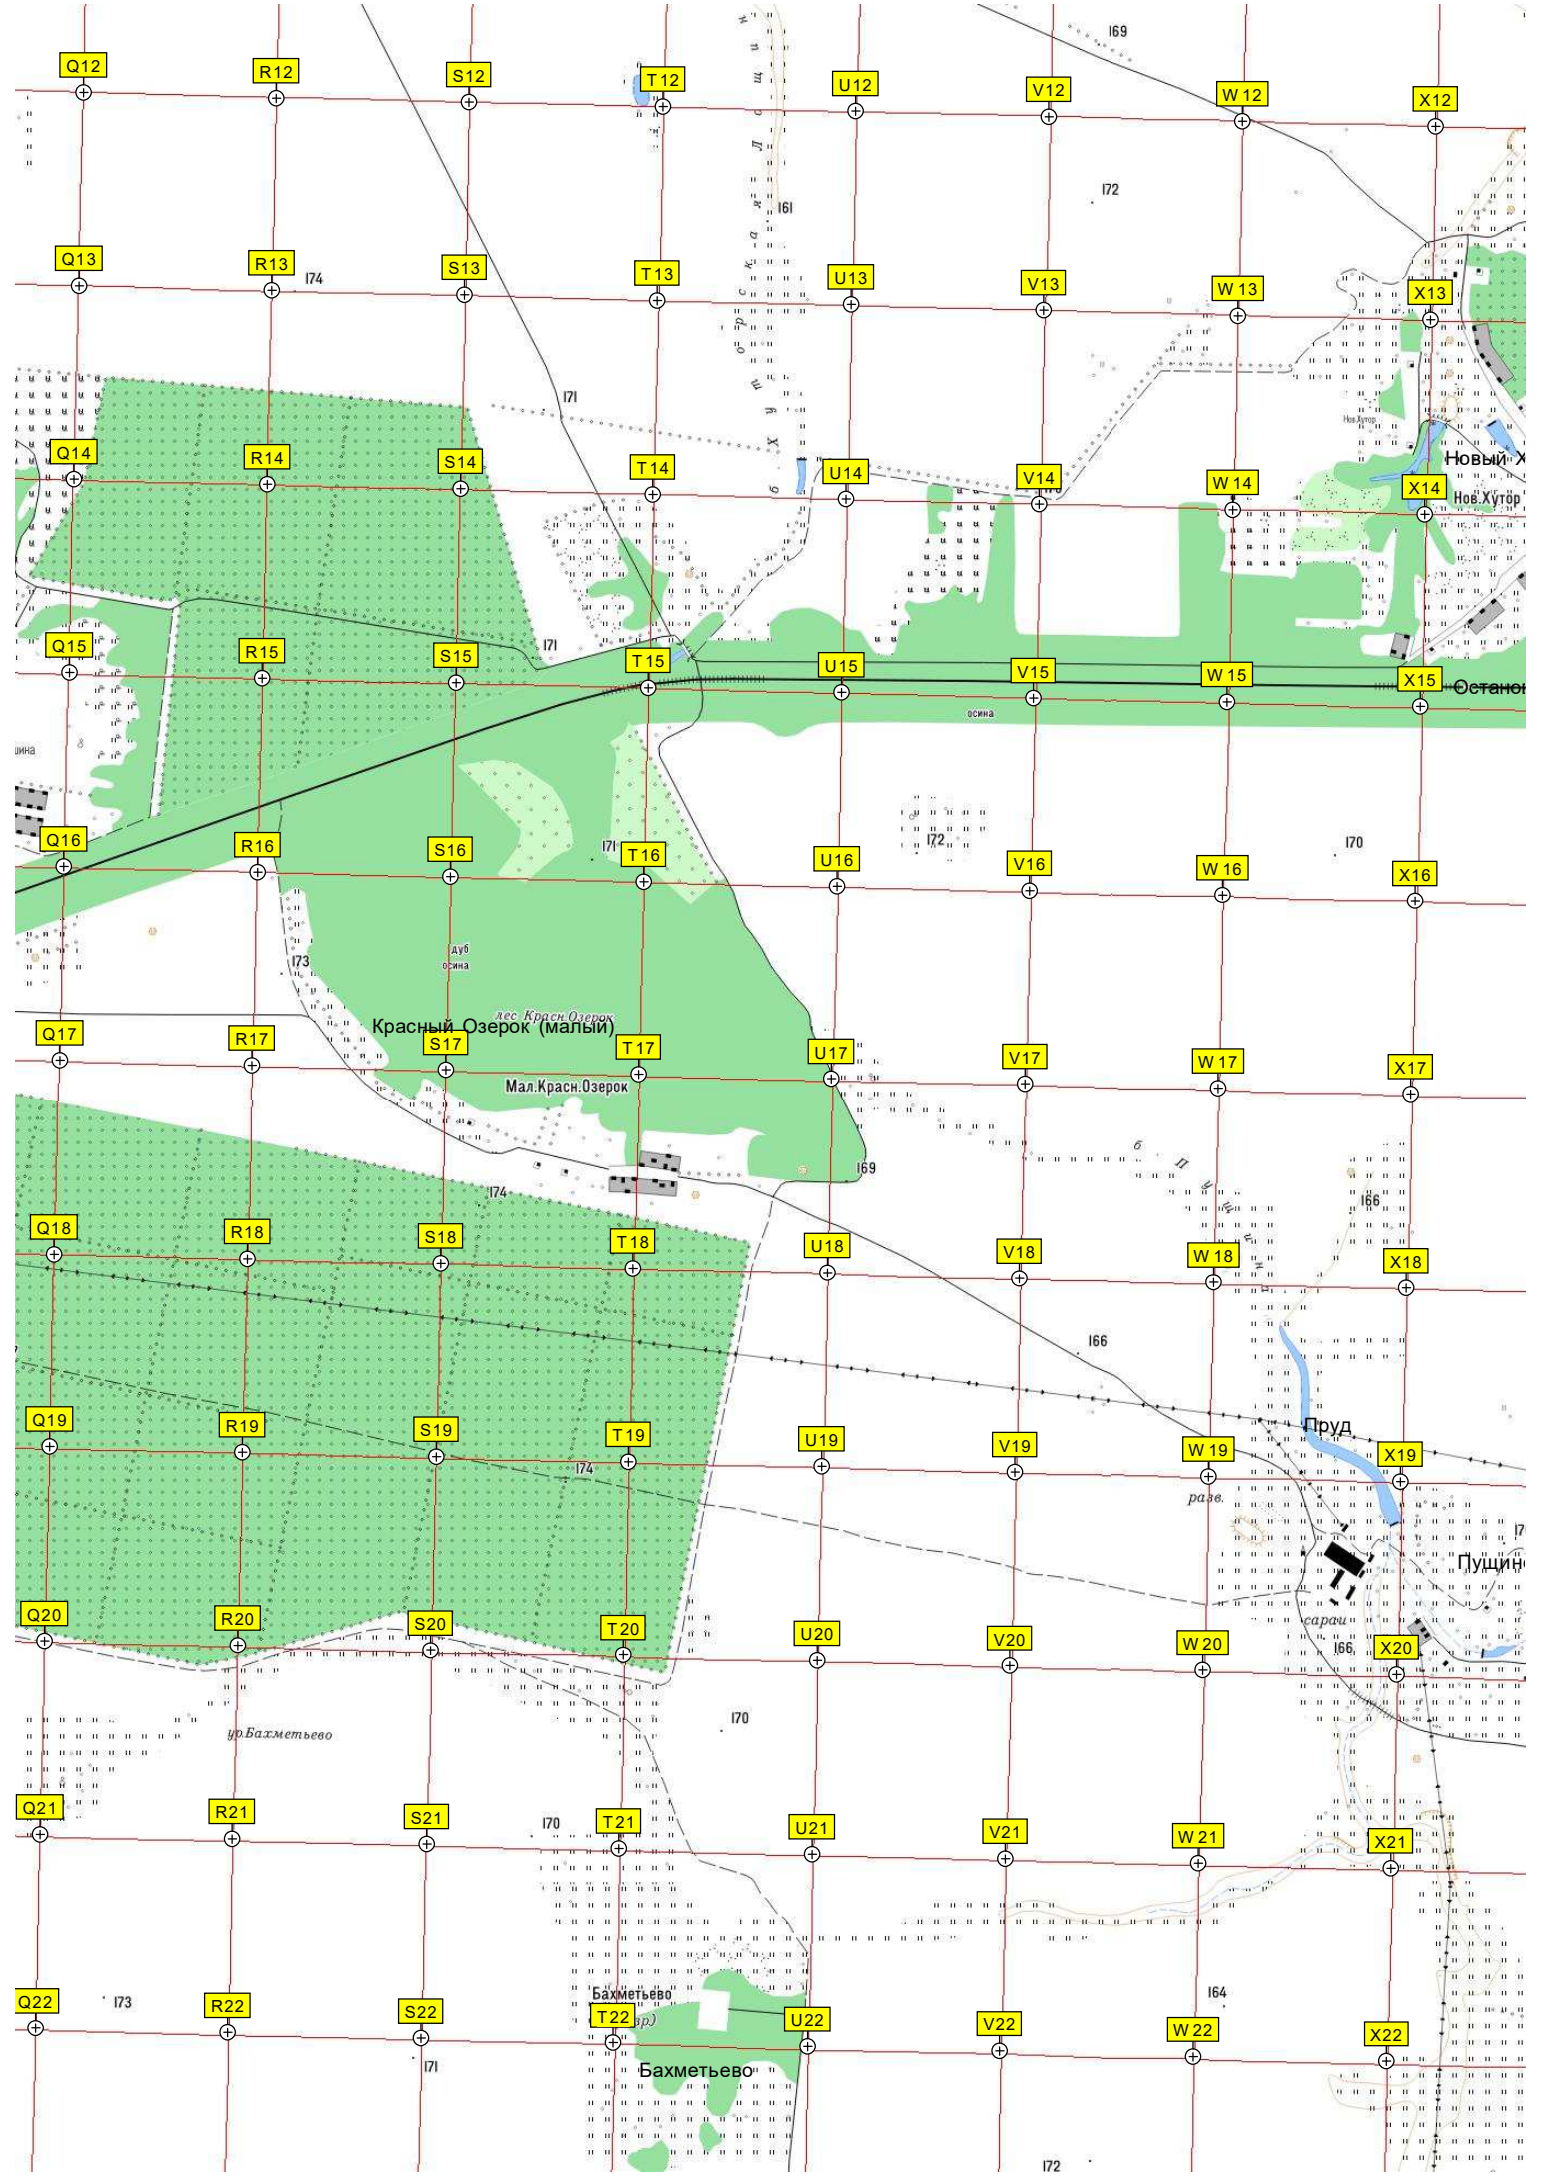 169
Q12 R12 S12 T12 U12 V12 W12 X12
172
161
Q13 R13 S13 T13 U13 V13 W13 X13
174
171
Нов.Хутор
Q14 R14 S14 T14 U14 V14 W14 X14
Новый Х
Нов.Хутор
171
Q15 R15 S15 T15 U15 V15 W15 X15
Останов
осина
172
170
171
Q16 R16 S16 T16 U16 V16 W16 X16
дуб
осина
173
лес Красн.Озерок
Красный Озерок (малый)
Q17 R17 S17 T17 U17 V17 W17 X17
Мал.Красн.Озерок
б. Пущина
169
174
166
Q18 R18 S18 T18 U18 V18 W18 X18
166
Пруд
Q19 R19 S19 T19 U19 V19 W19 X19
174
разв.
Пущин
сараи
166
Q20 R20 S20 T20 U20 V20 W20 X20
170
ур.Бахметьево
Q21 R21 S21 T21 U21 V21 W21 X21
170
Бахметьево
164
173
Q22 R22 S22 T22 U22 V22 W22 X22
171
Бахметьево
172